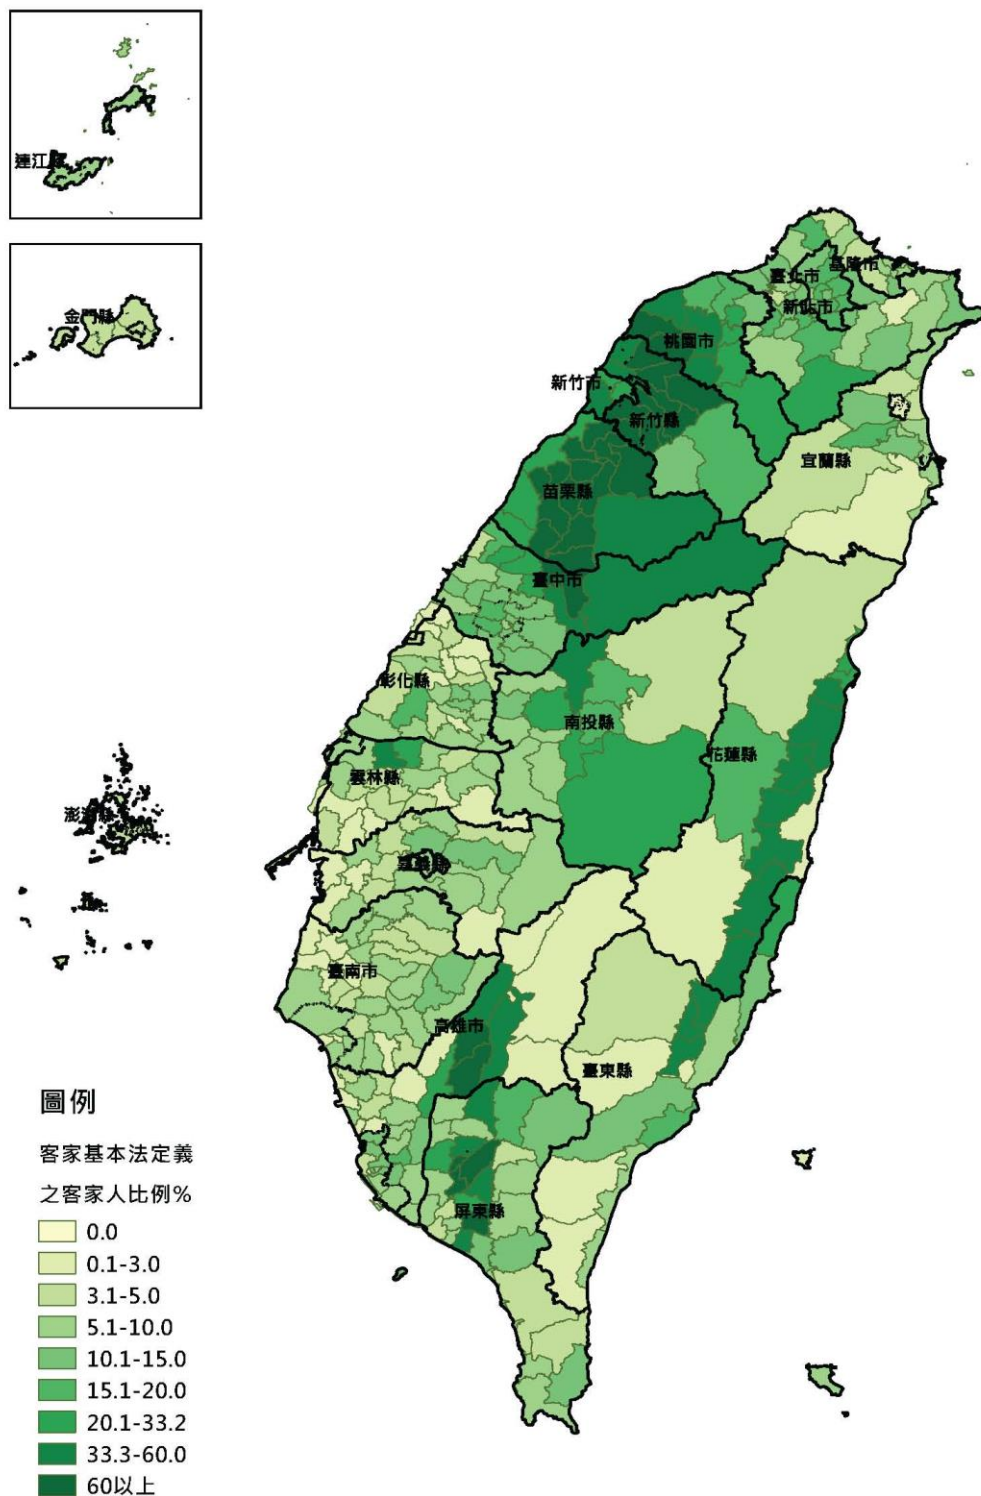 連江縣
金門縣
基隆市
臺北市
新北市
桃園市
新竹市
新竹縣
宜蘭縣
苗栗縣
臺中市
彰化縣
南投縣
花蓮縣
雲林縣
澎湖縣
嘉義縣
臺南市
高雄市
臺東縣
屏東縣
圖例
客家基本法定義
之客家人比例%
0.0
0.1-3.0
3.1-5.0
5.1-10.0
10.1-15.0
15.1-20.0
20.1-33.2
33.3-60.0
60以上